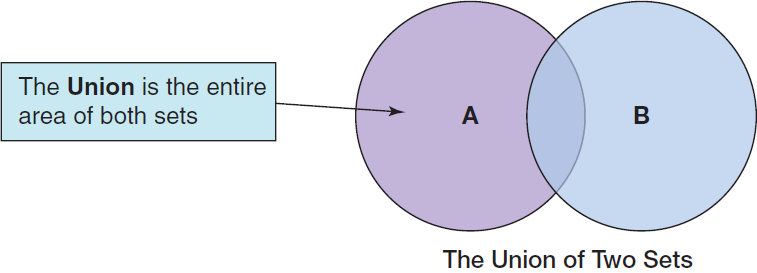 The Union is the entire
area of both sets
A
B
The Union of Two Sets